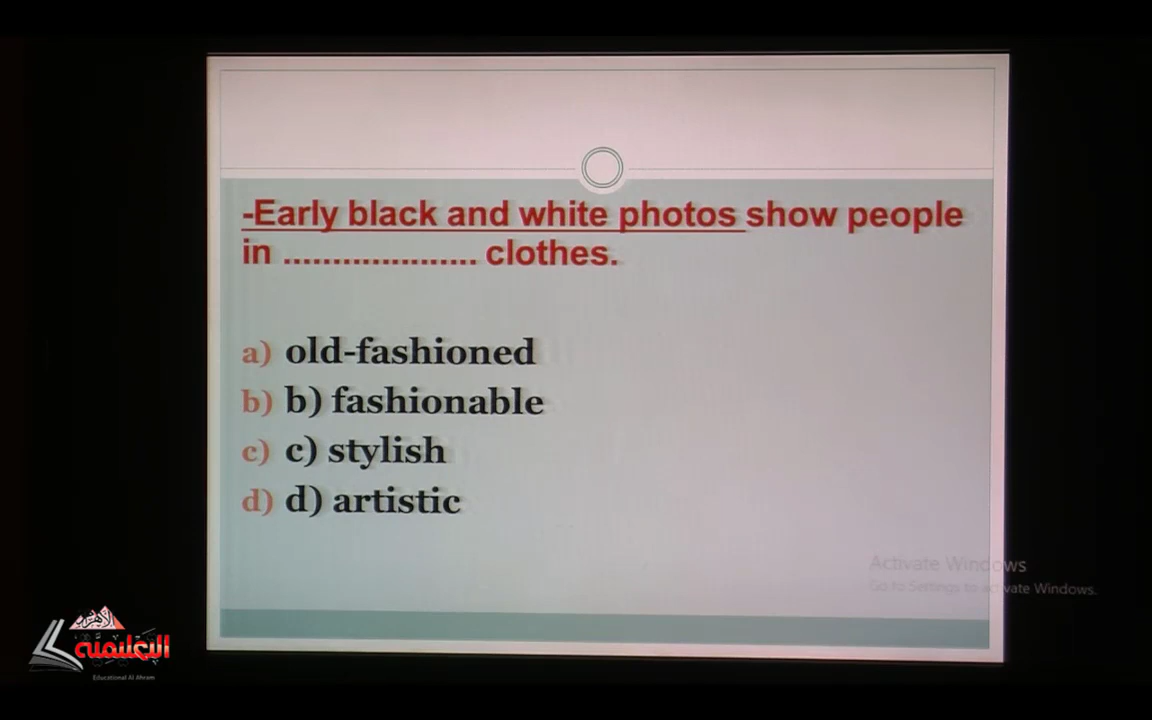 -Early black and white photos show people
in .................... clothes.
a) old-fashioned
b) b) fashionable
c) c) stylish
d) d) artistic
Activate Windows
Go to Settings to activate Windows.
الأهرام
التعليمية
Educational Al Ahram